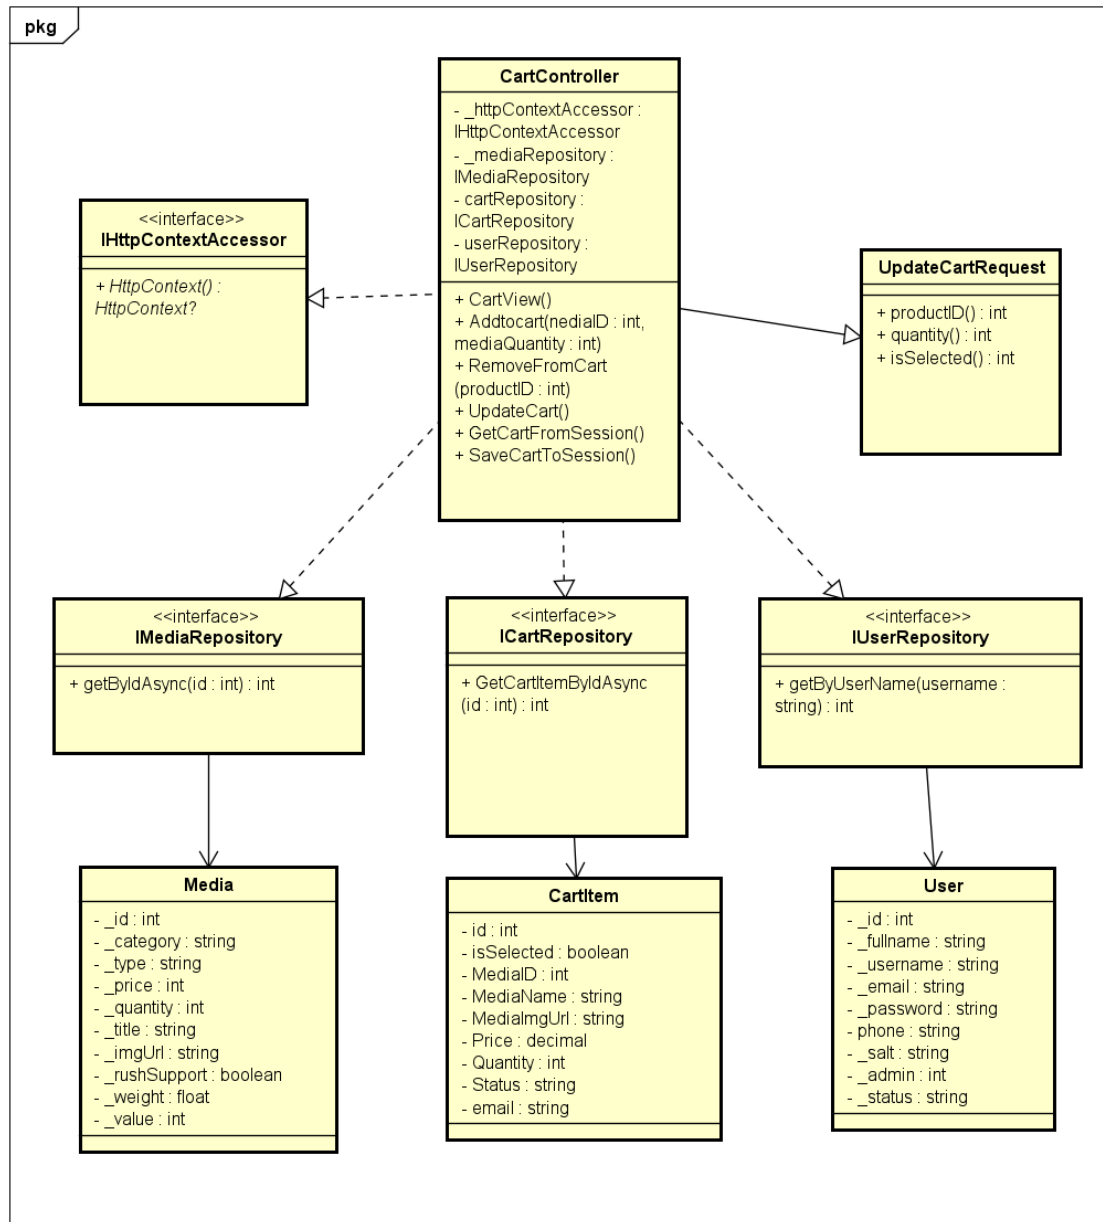 pkg
CartController
- _httpContextAccessor :
IHttpContextAccessor
- _mediaRepository :
IMediaRepository
- cartRepository :
ICartRepository
- userRepository :
IUserRepository
+ CartView()
+ Addtocart(nediaID : int,
mediaQuantity : int)
+ RemoveFromCart
(productID : int)
+ UpdateCart()
+ GetCartFromSession()
+ SaveCartToSession()
<<interface>>
IHttpContextAccessor
+ HttpContext() :
HttpContext?
UpdateCartRequest
+ productID() : int
+ quantity() : int
+ isSelected() : int
<<interface>>
IMediaRepository
+ getByIdAsync(id : int) : int
<<interface>>
ICartRepository
+ GetCartItemByIdAsync
(id : int) : int
<<interface>>
IUserRepository
+ getByUserName(username :
string) : int
Media
- _id : int
- _category : string
- _type : string
- _price : int
- _quantity : int
- _title : string
- _imgUrl : string
- _rushSupport : boolean
- _weight : float
- _value : int
CartItem
- id : int
- isSelected : boolean
- MediaID : int
- MediaName : string
- MediaImgUrl : string
- Price : decimal
- Quantity : int
- Status : string
- email : string
User
- _id : int
- _fullname : string
- _username : string
- _email : string
- _password : string
- phone : string
- _salt : string
- _admin : int
- _status : string